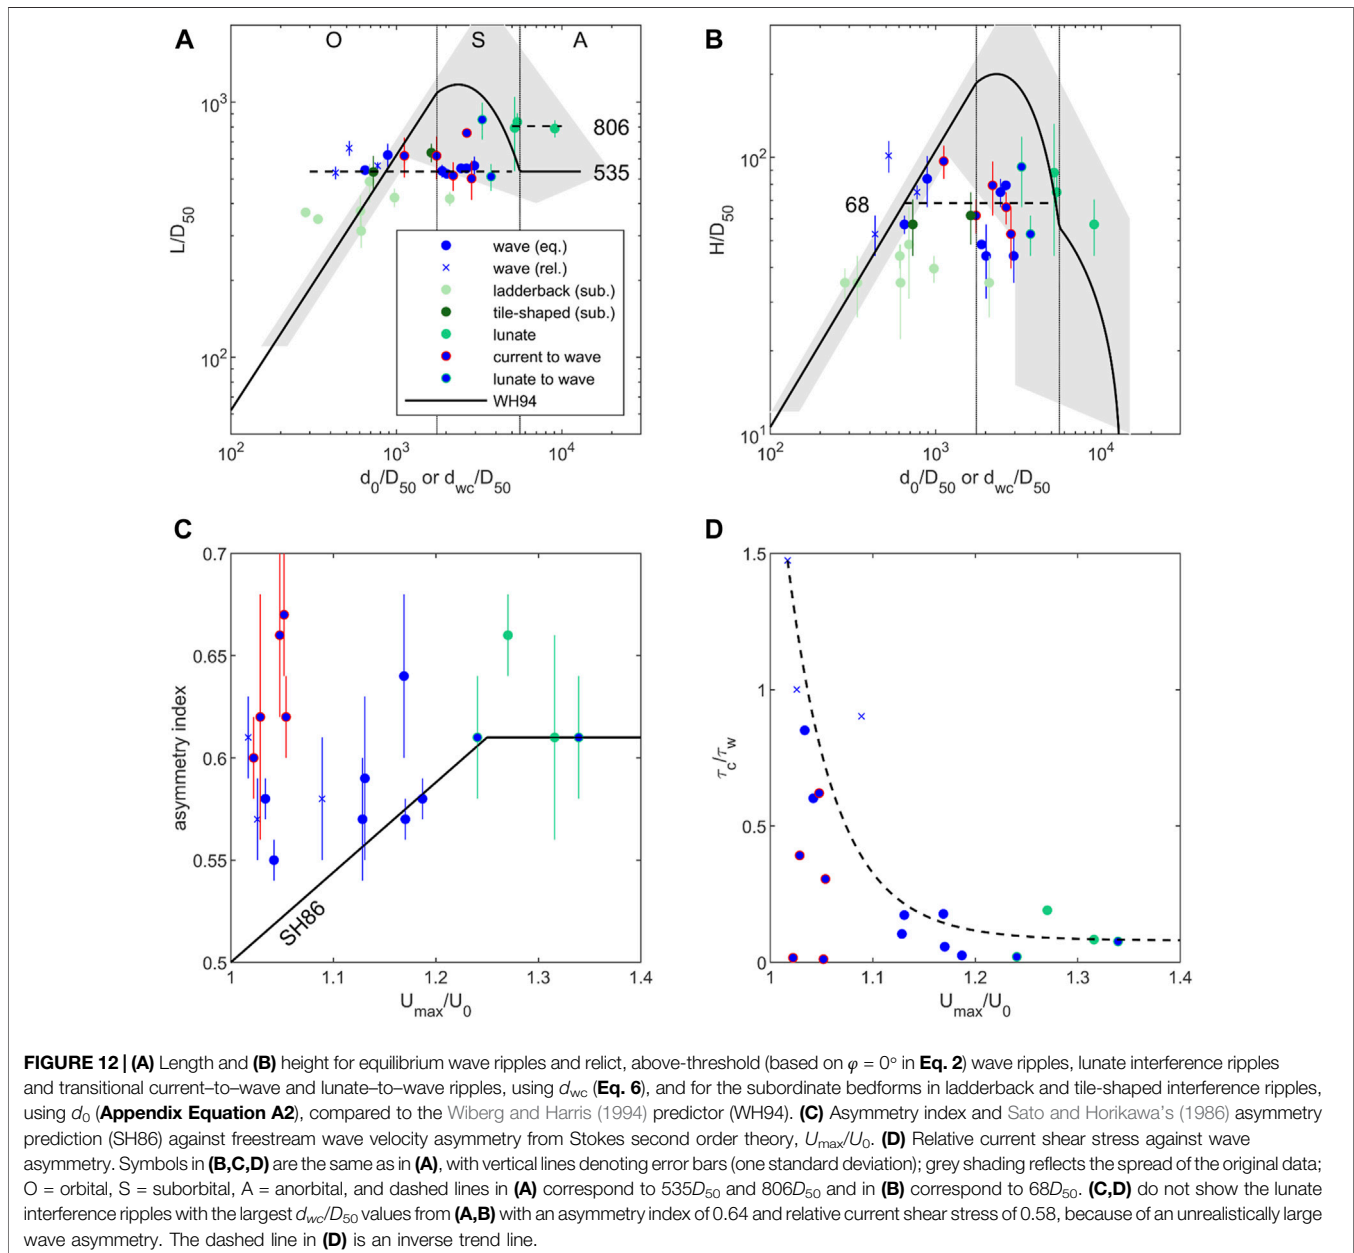 A
O
S
A
10³
10²
L/D50
806
535
wave (eq.)
wave (rel.)
ladderback (sub.)
tile-shaped (sub.)
lunate
current to wave
lunate to wave
WH94
10² 10³ 10⁴
d0/D50 or dwc/D50
B
10²
10¹
H/D50
68
10² 10³ 10⁴
d0/D50 or dwc/D50
C
0.7
0.65
0.6
0.55
0.5
asymmetry index
SH86
1 1.1 1.2 1.3 1.4
Umax/U0
D
1.5
1
0.5
0
τc/τw
1 1.1 1.2 1.3 1.4
Umax/U0
FIGURE 12 | (A) Length and (B) height for equilibrium wave ripples and relict, above-threshold (based on φ = 0° in Eq. 2) wave ripples, lunate interference ripples
and transitional current–to–wave and lunate–to–wave ripples, using dwc (Eq. 6), and for the subordinate bedforms in ladderback and tile-shaped interference ripples,
using d0 (Appendix Equation A2), compared to the Wiberg and Harris (1994) predictor (WH94). (C) Asymmetry index and Sato and Horikawa's (1986) asymmetry
prediction (SH86) against freestream wave velocity asymmetry from Stokes second order theory, Umax/U0. (D) Relative current shear stress against wave
asymmetry. Symbols in (B,C,D) are the same as in (A), with vertical lines denoting error bars (one standard deviation); grey shading reflects the spread of the original data;
O = orbital, S = suborbital, A = anorbital, and dashed lines in (A) correspond to 535D50 and 806D50 and in (B) correspond to 68D50. (C,D) do not show the lunate
interference ripples with the largest dwc/D50 values from (A,B) with an asymmetry index of 0.64 and relative current shear stress of 0.58, because of an unrealistically large
wave asymmetry. The dashed line in (D) is an inverse trend line.